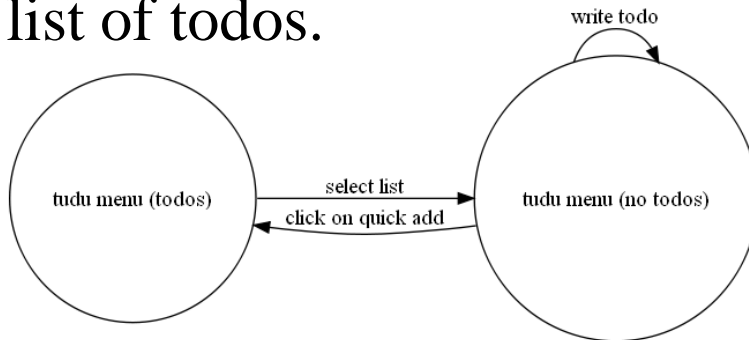 list of todos.
write todo
tudu menu (todos)
select list
click on quick add
tudu menu (no todos)